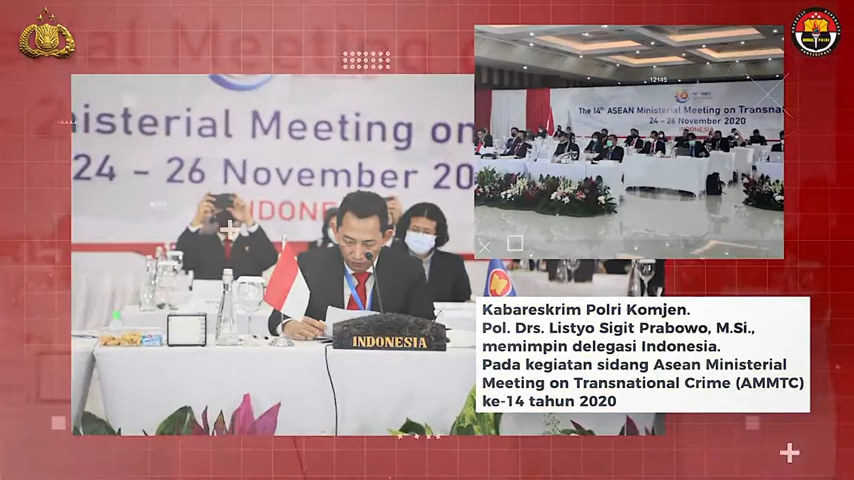 nisterial Meeting on
24 - 26 November 20
INDONE
INDONESIA
12145
The 14th ASEAN Ministerial Meeting on Transnat
24 - 26 November 2020
INDONESIA
Kabareskrim Polri Komjen.
Pol. Drs. Listyo Sigit Prabowo, M.Si.,
memimpin delegasi Indonesia.
Pada kegiatan sidang Asean Ministerial
Meeting on Transnational Crime (AMMTC)
ke-14 tahun 2020